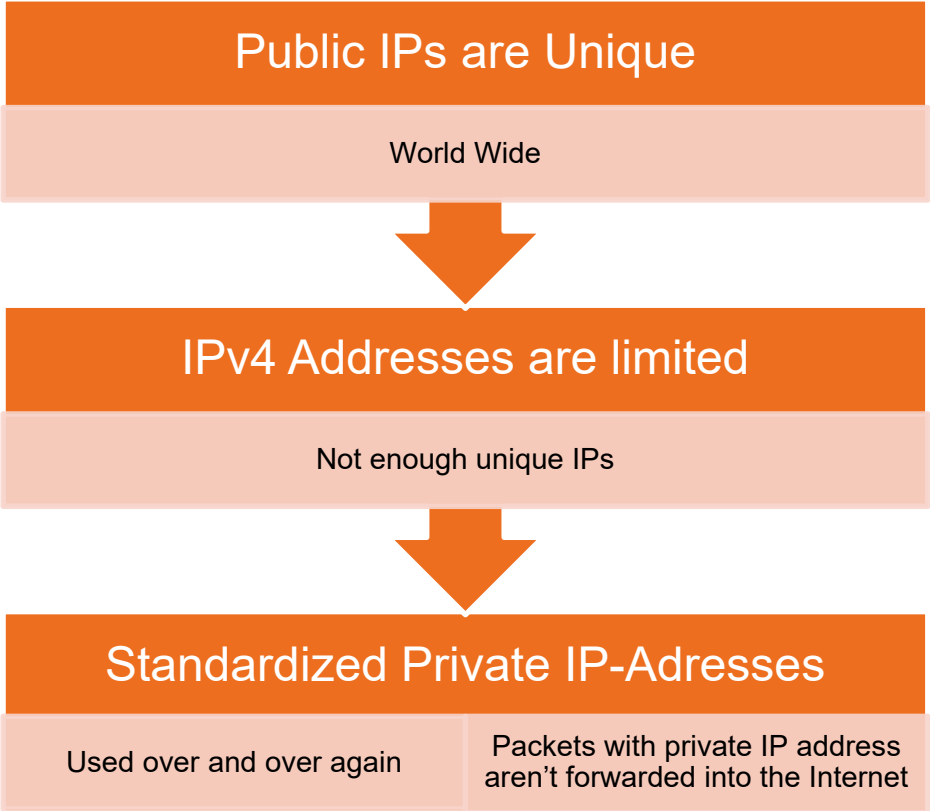 Public IPs are Unique
World Wide
IPv4 Addresses are limited
Not enough unique IPs
Standardized Private IP-Adresses
Used over and over again
Packets with private IP address
aren’t forwarded into the Internet